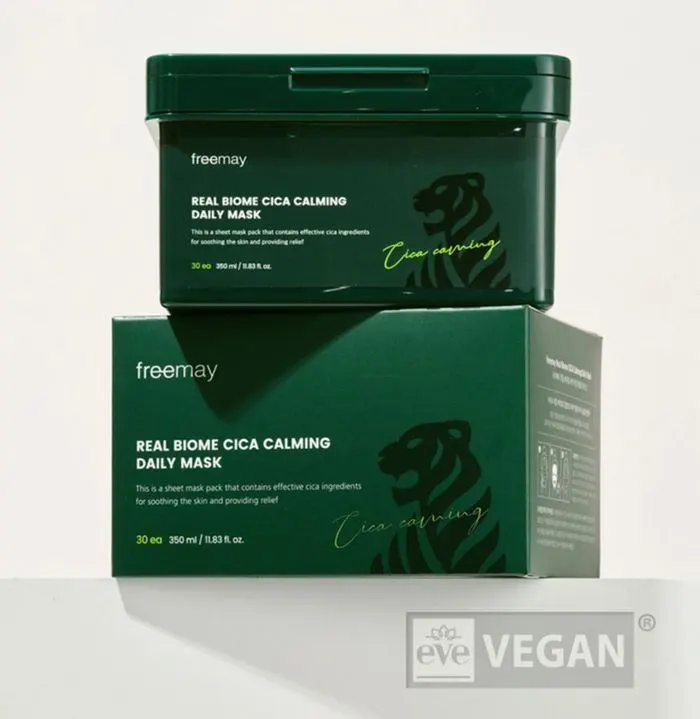 freemay
REAL BIOME CICA CALMING
DAILY MASK
This is a sheet mask pack that contains effective cica ingredients
for soothing the skin and providing relief
Cica calming
30 ea 350 ml / 11.83 fl. oz.
freemay
REAL BIOME CICA CALMING
DAILY MASK
This is a sheet mask pack that contains effective cica ingredients
for soothing the skin and providing relief
Cica calming
30 ea 350 ml / 11.83 fl. oz.
eve VEGAN®